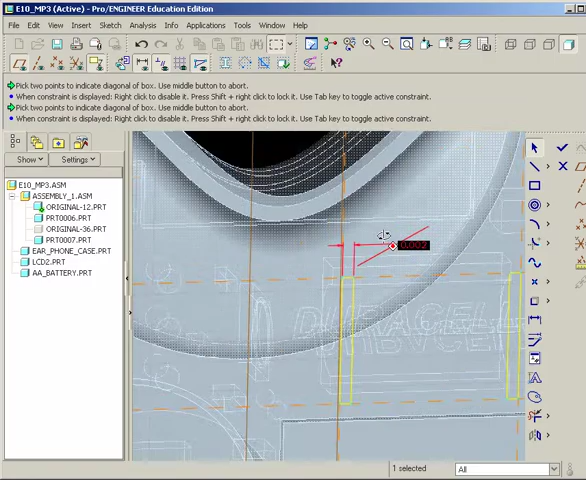 E10_MP3 (Active) - Pro/ENGINEER Education Edition
File Edit View Insert Sketch Analysis Info Applications Tools Window Help
Pick two points to indicate diagonal of box. Use middle button to abort.
When constraint is displayed: Right click to disable it. Press Shift + right click to lock it. Use Tab key to toggle active constraint.
Pick two points to indicate diagonal of box. Use middle button to abort.
When constraint is displayed: Right click to disable it. Press Shift + right click to lock it. Use Tab key to toggle active constraint.
Show Settings
E10_MP3.ASM
ASSEMBLY_1.ASM
ORIGINAL-12.PRT
PRT0006.PRT
ORIGINAL-36.PRT
PRT0007.PRT
EAR_PHONE_CASE.PRT
LCD2.PRT
AA_BATTERY.PRT
0.003
DURACELL
1 selected
All